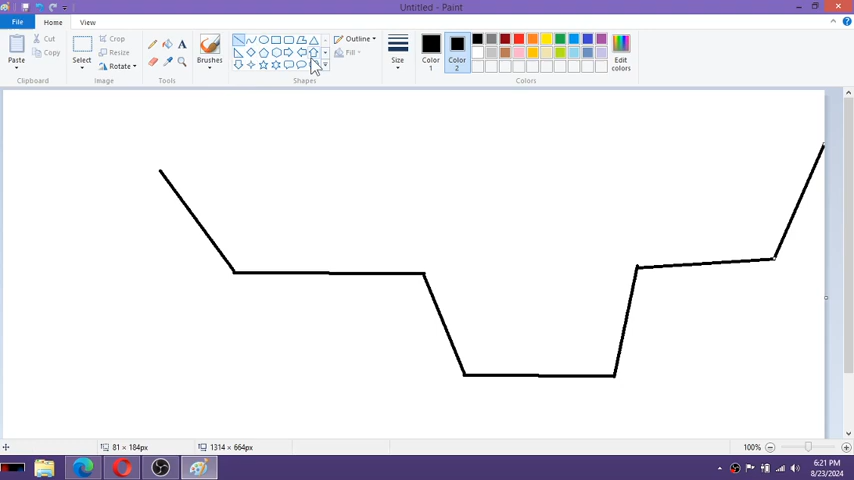 Untitled - Paint
File Home View
Paste
Cut
Copy
Clipboard
Select
Crop
Resize
Rotate
Image
Tools
Brushes
Outline
Fill
Shapes
Size
Color 1
Color 2
Edit colors
Colors
81 × 184px
1314 × 664px
100%
6:21 PM
8/23/2024